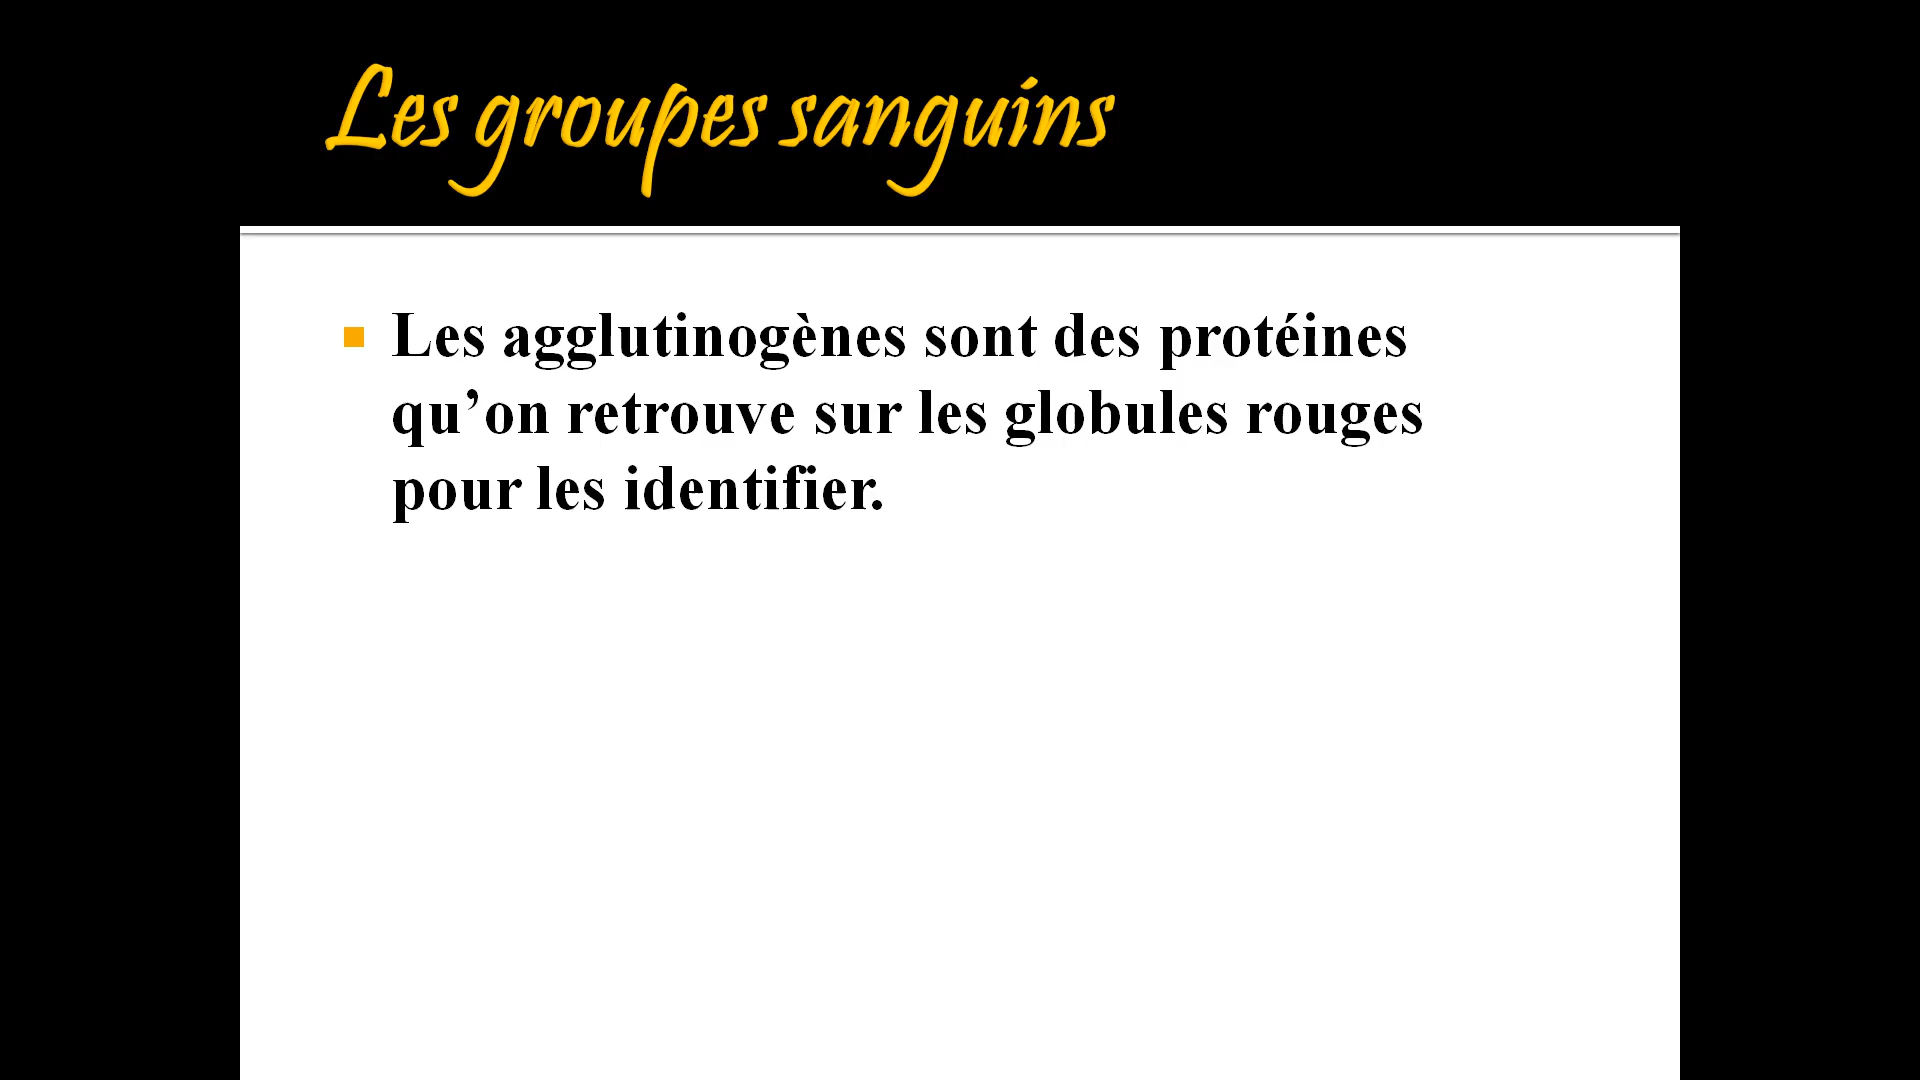 Les groupes sanguins
Les agglutinogènes sont des protéines
qu’on retrouve sur les globules rouges
pour les identifier.